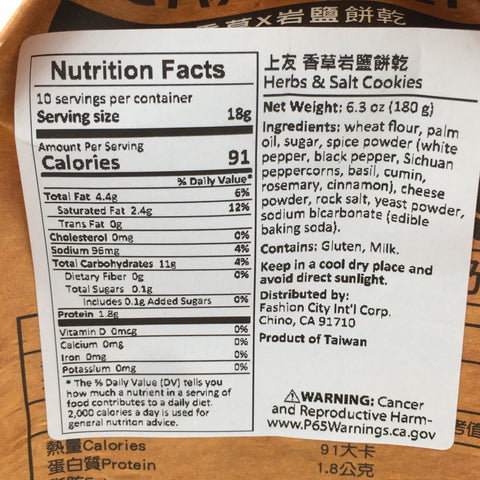 香草X岩鹽餅乾
Nutrition Facts
10 servings per container
Serving size 18g
Amount Per Serving
Calories 91
% Daily Value*
Total Fat 4.4g 6%
Saturated Fat 2.4g 12%
Trans Fat 0g
Cholesterol 0mg 0%
Sodium 96mg 4%
Total Carbohydrates 11g 4%
Dietary Fiber 0g 0%
Total Sugars 0.1g
Includes 0.1g Added Sugars 0%
Protein 1.8g
Vitamin D 0mcg 0%
Calcium 0mg 0%
Iron 0mg 0%
Potassium 0mg 0%
* The % Daily Value (DV) tells you
how much a nutrient in a serving of
food contributes to a daily diet.
2,000 calories a day is used for
general nutriton advice.
上友 香草岩鹽餅乾
Herbs & Salt Cookies
Net Weight: 6.3 oz (180 g)
Ingredients: wheat flour, palm
oil, sugar, spice powder (white
pepper, black pepper, Sichuan
peppercorns, basil, cumin,
rosemary, cinnamon), cheese
powder, rock salt, yeast powder,
sodium bicarbonate (edible
baking soda).
Contains: Gluten, Milk.
Keep in a cool dry place and
avoid direct sunlight.
Distributed by:
Fashion City Int'l Corp.
Chino, CA 91710
Product of Taiwan
⚠WARNING: Cancer
and Reproductive Harm-
www.P65Warnings.ca.gov
熱量Calories 91大卡
蛋白質Protein 1.8公克